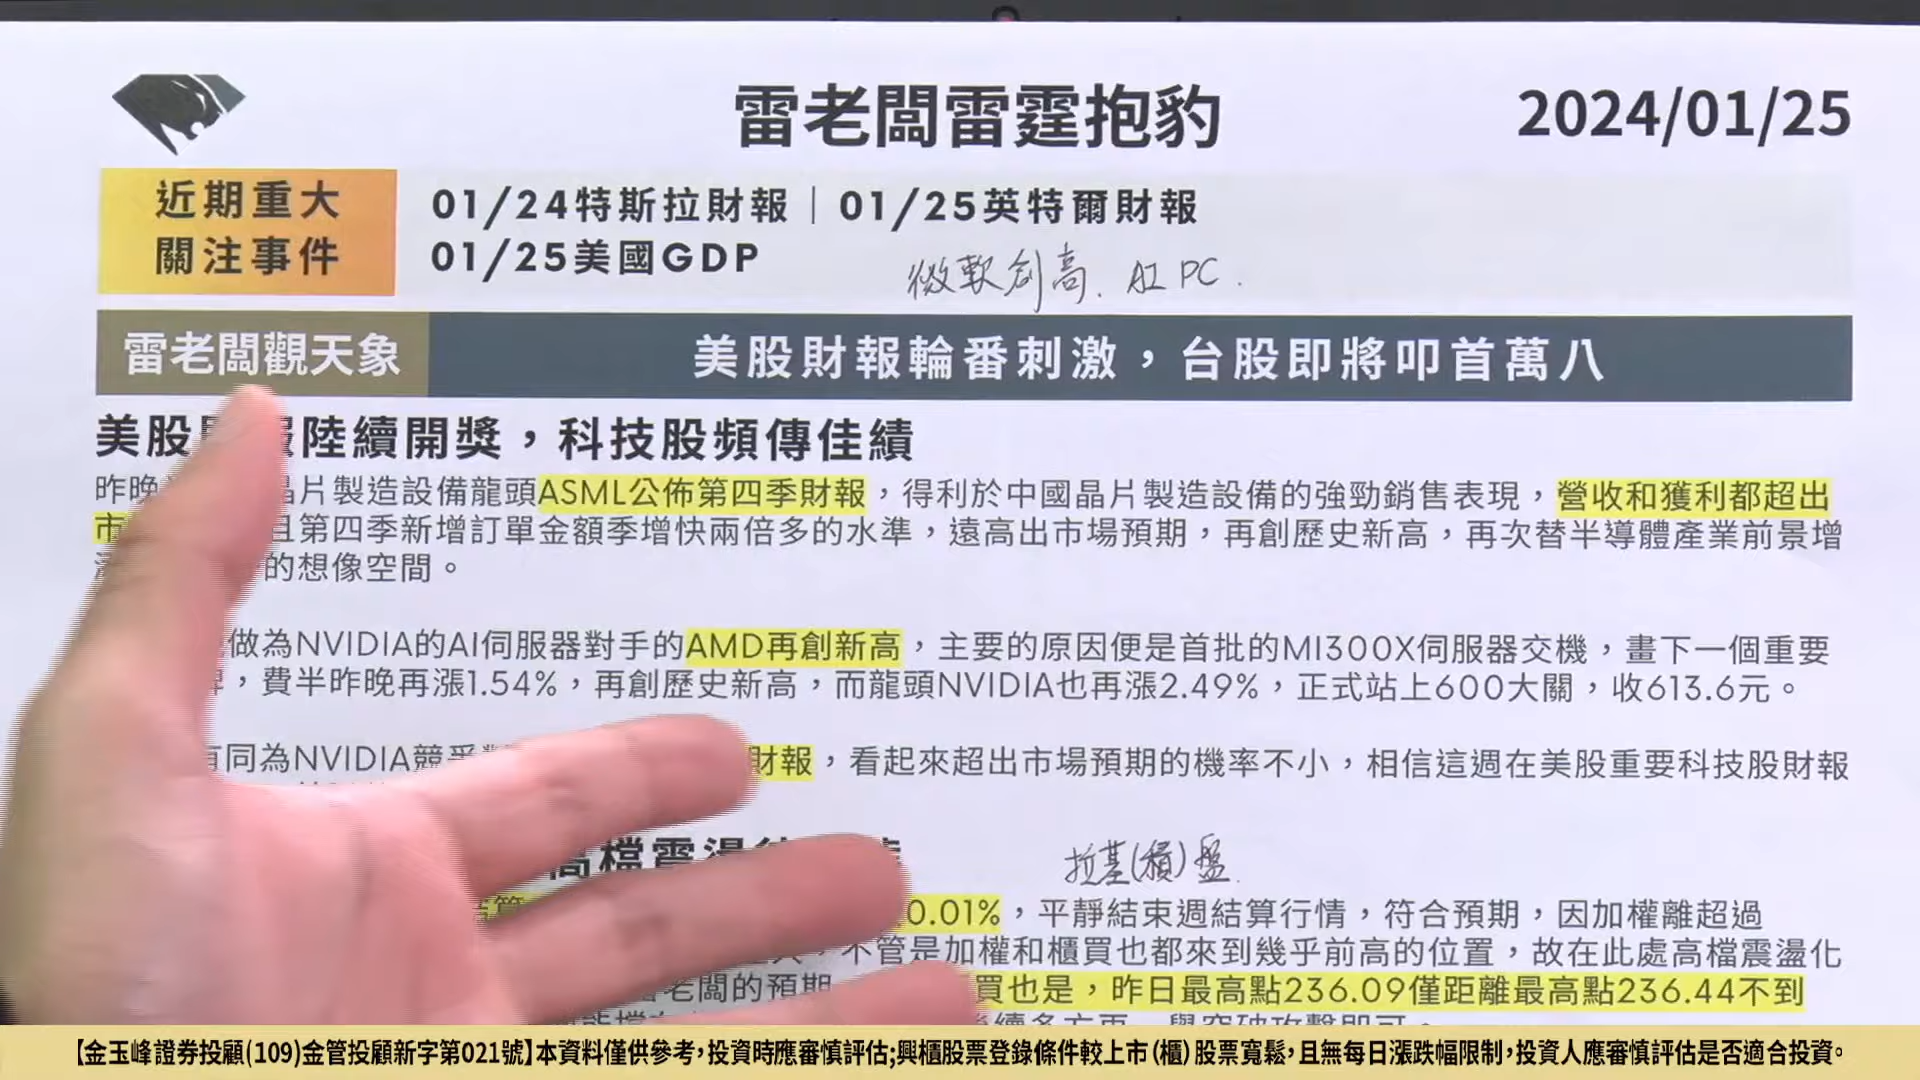 雷老闆雷霆抱豹
2024/01/25
近期重大
關注事件
01/24特斯拉財報｜01/25英特爾財報
01/25美國GDP
微軟創高. AI PC.
雷老闆觀天象
美股財報輪番刺激，台股即將叩首萬八
美股 陸續開獎，科技股頻傳佳績
昨晚 晶片製造設備龍頭ASML公佈第四季財報，得利於中國晶片製造設備的強勁銷售表現，營收和獲利都超出
市 且第四季新增訂單金額季增快兩倍多的水準，遠高出市場預期，再創歷史新高，再次替半導體產業前景增
的想像空間。
做為NVIDIA的AI伺服器對手的AMD再創新高，主要的原因便是首批的MI300X伺服器交機，畫下一個重要
，費半昨晚再漲1.54%，再創歷史新高，而龍頭NVIDIA也再漲2.49%，正式站上600大關，收613.6元。
有同為NVIDIA競爭 財報，看起來超出市場預期的機率不小，相信這週在美股重要科技股財報
高檔震盪
拉基(積)盤.
0.01%，平靜結束週結算行情，符合預期，因加權離超過
，不管是加權和櫃買也都來到幾乎前高的位置，故在此處高檔震盪化
老闆的預期 買也是，昨日最高點236.09僅距離最高點236.44不到
【金玉峰證券投顧(109)金管投顧新字第021號】本資料僅供參考，投資時應審慎評估；興櫃股票登錄條件較上市（櫃）股票寬鬆，且無每日漲跌幅限制，投資人應審慎評估是否適合投資。